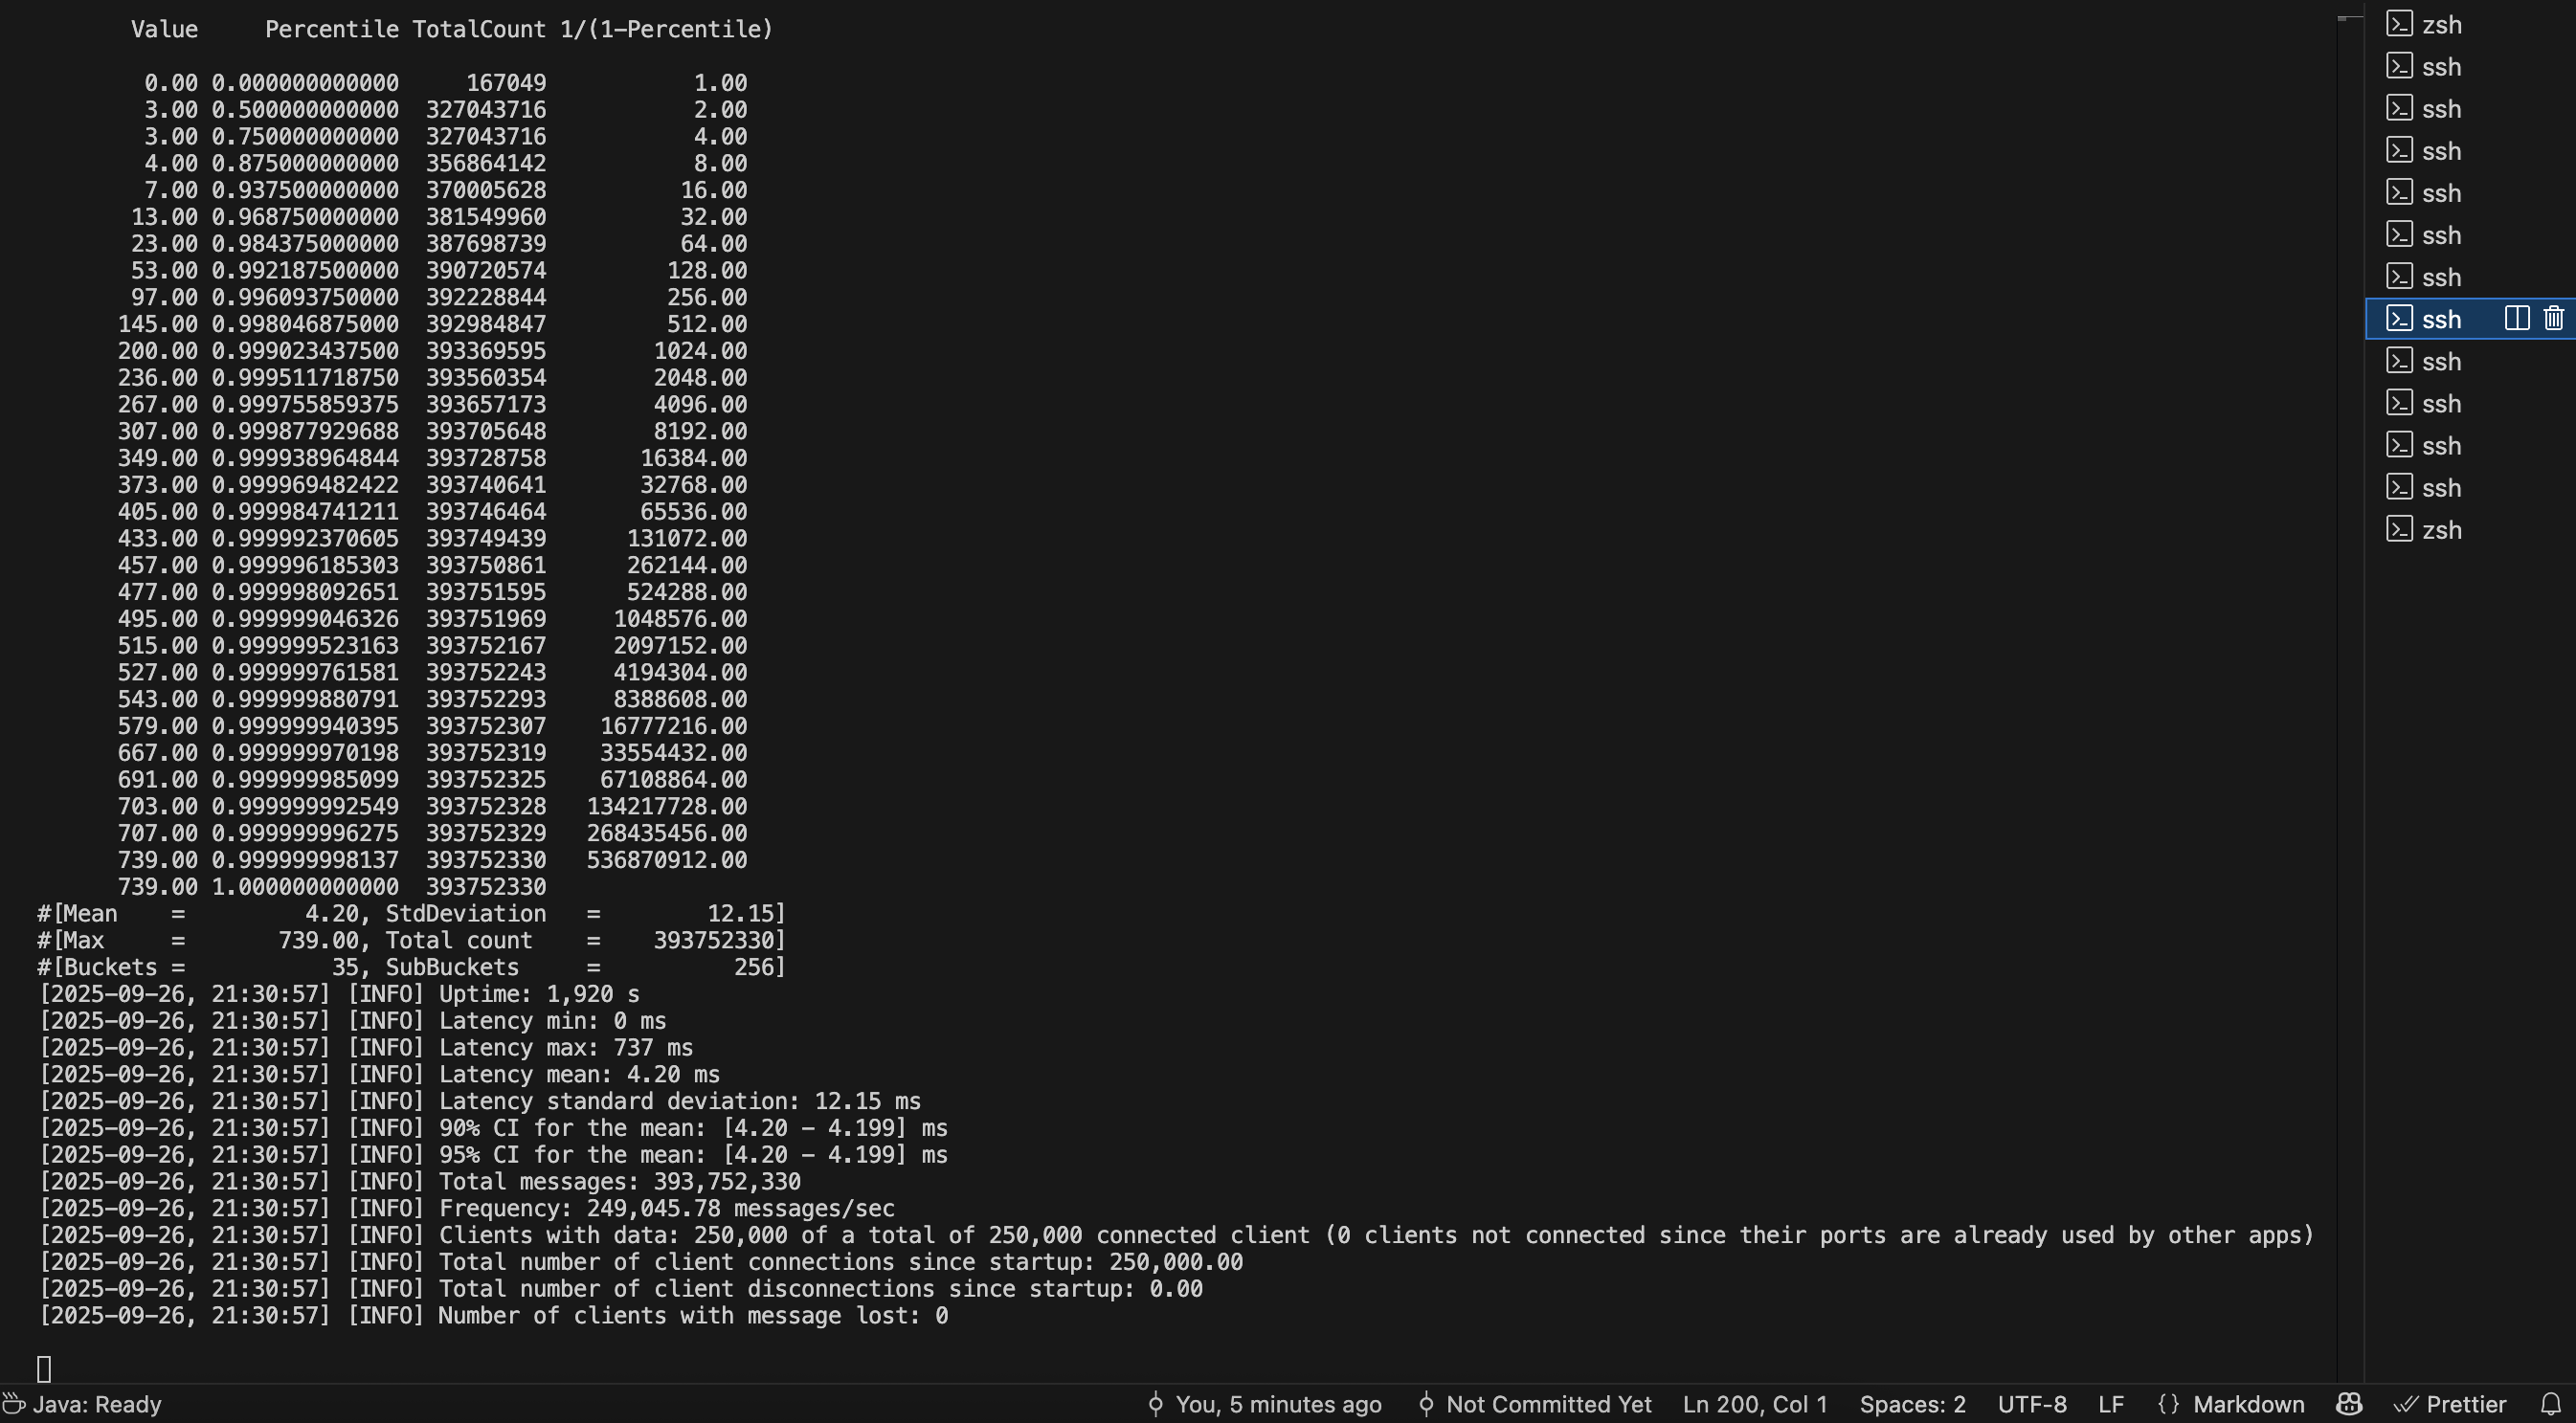 Value Percentile TotalCount 1/(1-Percentile)
0.00 0.000000000000 167049 1.00
3.00 0.500000000000 327043716 2.00
3.00 0.750000000000 327043716 4.00
4.00 0.875000000000 356864142 8.00
7.00 0.937500000000 370005628 16.00
13.00 0.968750000000 381549960 32.00
23.00 0.984375000000 387698739 64.00
53.00 0.992187500000 390720574 128.00
97.00 0.996093750000 392228844 256.00
145.00 0.998046875000 392984847 512.00
200.00 0.999023437500 393369595 1024.00
236.00 0.999511718750 393560354 2048.00
267.00 0.999755859375 393657173 4096.00
307.00 0.999877929688 393705648 8192.00
349.00 0.999938964844 393728758 16384.00
373.00 0.999969482422 393740641 32768.00
405.00 0.999984741211 393746464 65536.00
433.00 0.999992370605 393749439 131072.00
457.00 0.999996185303 393750861 262144.00
477.00 0.999998092651 393751595 524288.00
495.00 0.999999046326 393751969 1048576.00
515.00 0.999999523163 393752167 2097152.00
527.00 0.999999761581 393752243 4194304.00
543.00 0.999999880791 393752293 8388608.00
579.00 0.999999940395 393752307 16777216.00
667.00 0.999999970198 393752319 33554432.00
691.00 0.999999985099 393752325 67108864.00
703.00 0.999999992549 393752328 134217728.00
707.00 0.999999996275 393752329 268435456.00
739.00 0.999999998137 393752330 536870912.00
739.00 1.000000000000 393752330
#[Mean = 4.20, StdDeviation = 12.15]
#[Max = 739.00, Total count = 393752330]
#[Buckets = 35, SubBuckets = 256]
[2025-09-26, 21:30:57] [INFO] Uptime: 1,920 s
[2025-09-26, 21:30:57] [INFO] Latency min: 0 ms
[2025-09-26, 21:30:57] [INFO] Latency max: 737 ms
[2025-09-26, 21:30:57] [INFO] Latency mean: 4.20 ms
[2025-09-26, 21:30:57] [INFO] Latency standard deviation: 12.15 ms
[2025-09-26, 21:30:57] [INFO] 90% CI for the mean: [4.20 - 4.199] ms
[2025-09-26, 21:30:57] [INFO] 95% CI for the mean: [4.20 - 4.199] ms
[2025-09-26, 21:30:57] [INFO] Total messages: 393,752,330
[2025-09-26, 21:30:57] [INFO] Frequency: 249,045.78 messages/sec
[2025-09-26, 21:30:57] [INFO] Clients with data: 250,000 of a total of 250,000 connected client (0 clients not connected since their ports are already used by other apps)
[2025-09-26, 21:30:57] [INFO] Total number of client connections since startup: 250,000.00
[2025-09-26, 21:30:57] [INFO] Total number of client disconnections since startup: 0.00
[2025-09-26, 21:30:57] [INFO] Number of clients with message lost: 0
zsh
ssh
ssh
ssh
ssh
ssh
ssh
ssh
ssh
ssh
ssh
ssh
zsh
Java: Ready You, 5 minutes ago Not Committed Yet Ln 200, Col 1 Spaces: 2 UTF-8 LF {} Markdown Prettier